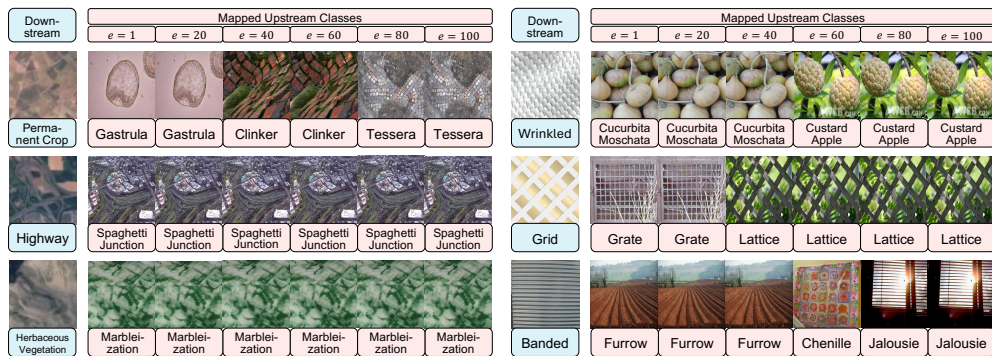 Down-
stream
Mapped Upstream Classes
e = 1
e = 20
e = 40
e = 60
e = 80
e = 100
Perma-
nent Crop
Gastrula
Gastrula
Clinker
Clinker
Tessera
Tessera
Highway
Spaghetti
Junction
Spaghetti
Junction
Spaghetti
Junction
Spaghetti
Junction
Spaghetti
Junction
Spaghetti
Junction
Herbaceous
Vegetation
Marblei-
zation
Marblei-
zation
Marblei-
zation
Marblei-
zation
Marblei-
zation
Marblei-
zation
Down-
stream
Mapped Upstream Classes
e = 1
e = 20
e = 40
e = 60
e = 80
e = 100
Wrinkled
Cucurbita
Moschata
Cucurbita
Moschata
Cucurbita
Moschata
Custard
Apple
Custard
Apple
Custard
Apple
Grid
Grate
Grate
Lattice
Lattice
Lattice
Lattice
Banded
Furrow
Furrow
Furrow
Chenille
Jalousie
Jalousie